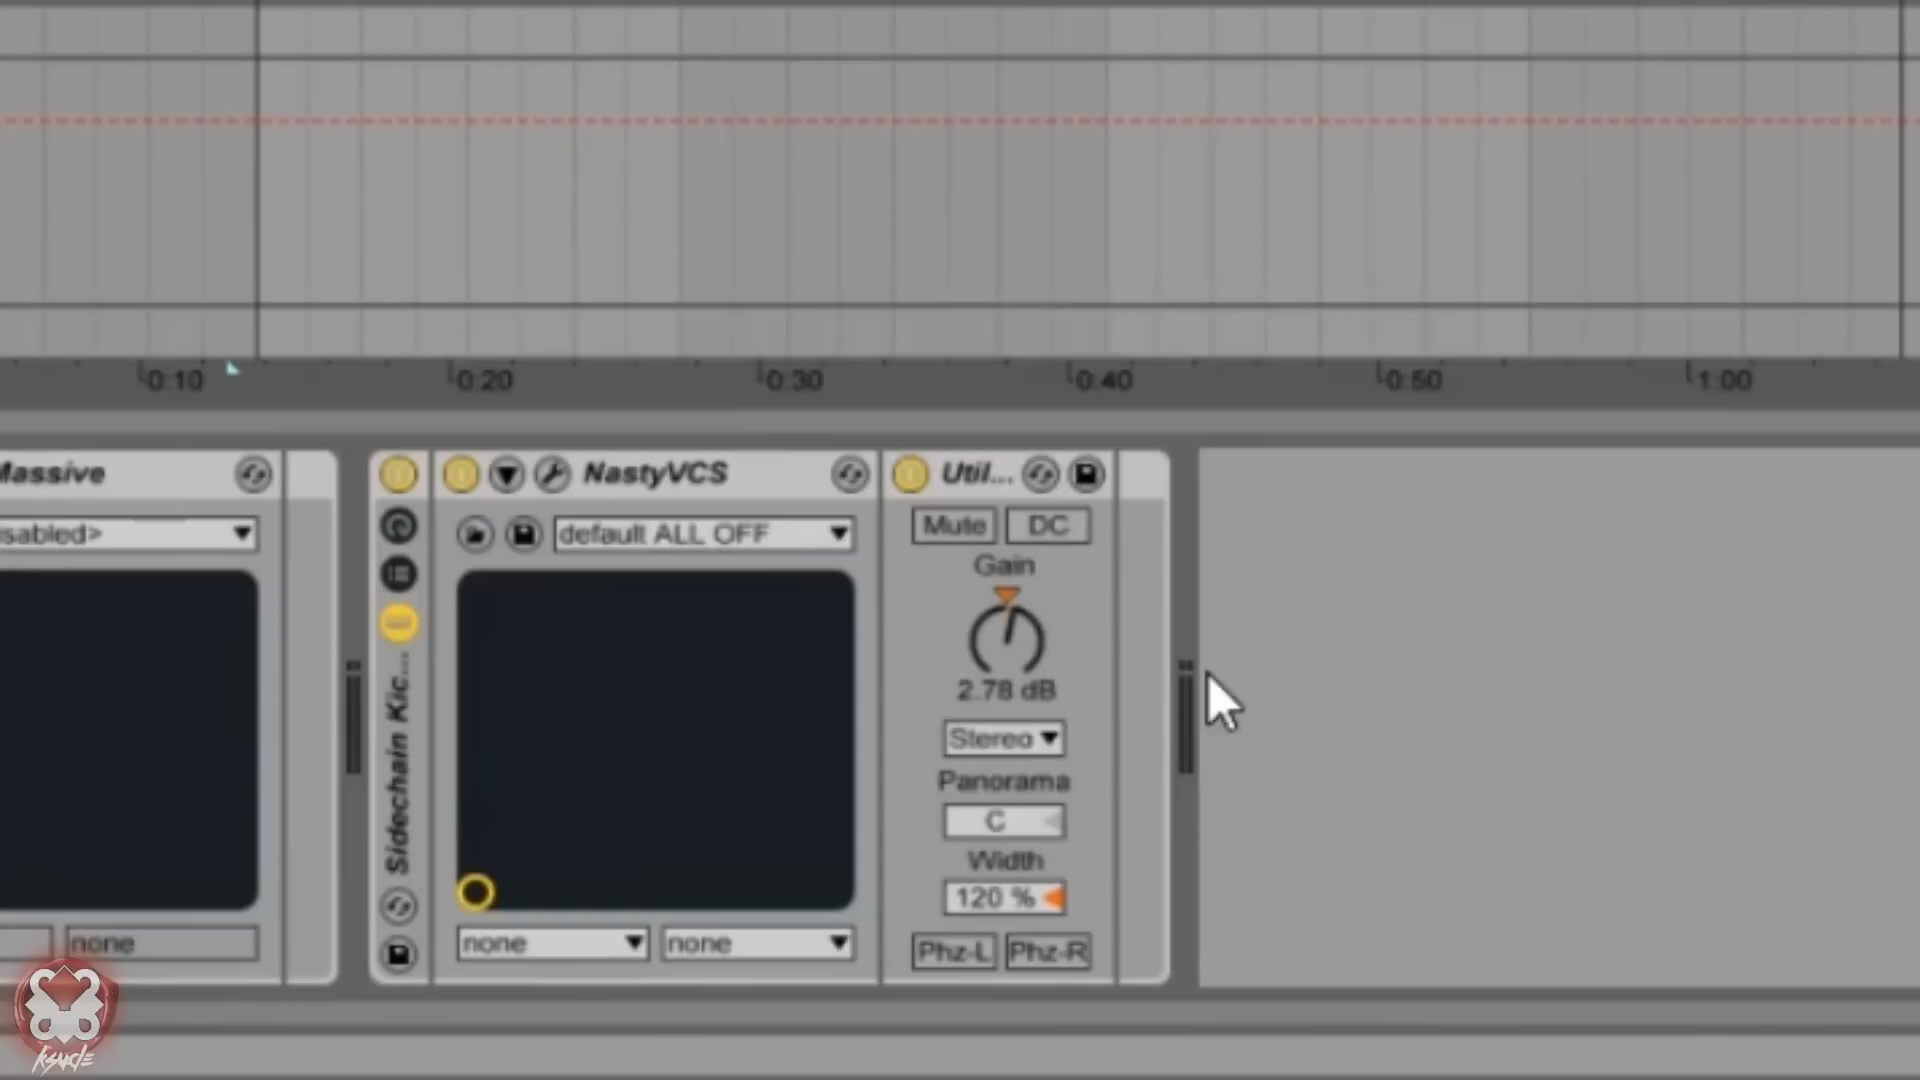 0:10
0:20
0:30
0:40
0:50
1:00
Massive
NastyVCS
Util...
sabled>
default ALL OFF
Mute
DC
Gain
2.78 dB
Stereo
Panorama
C
Width
120 %
Sidechain Kic...
none
none
none
Phz-L
Phz-R
ksyde